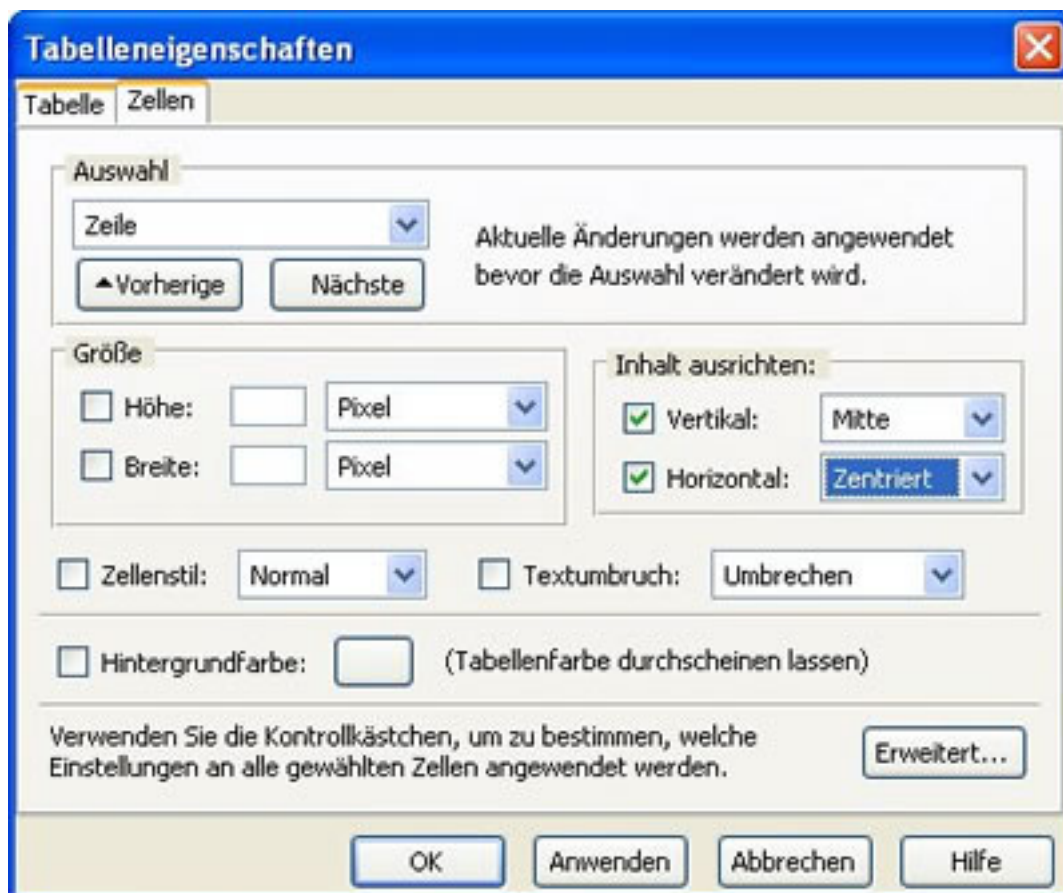 Tabelleneigenschaften
Tabelle Zellen
Auswahl
Zeile
Aktuelle Änderungen werden angewendet
bevor die Auswahl verändert wird.
Vorherige Nächste
Größe
Höhe: Pixel
Breite: Pixel
Inhalt ausrichten:
Vertikal: Mitte
Horizontal: Zentriert
Zellenstil: Normal Textumbruch: Umbrechen
Hintergrundfarbe: (Tabellenfarbe durchscheinen lassen)
Verwenden Sie die Kontrollkästchen, um zu bestimmen, welche
Einstellungen an alle gewählten Zellen angewendet werden.
Erweitert...
OK Anwenden Abbrechen Hilfe